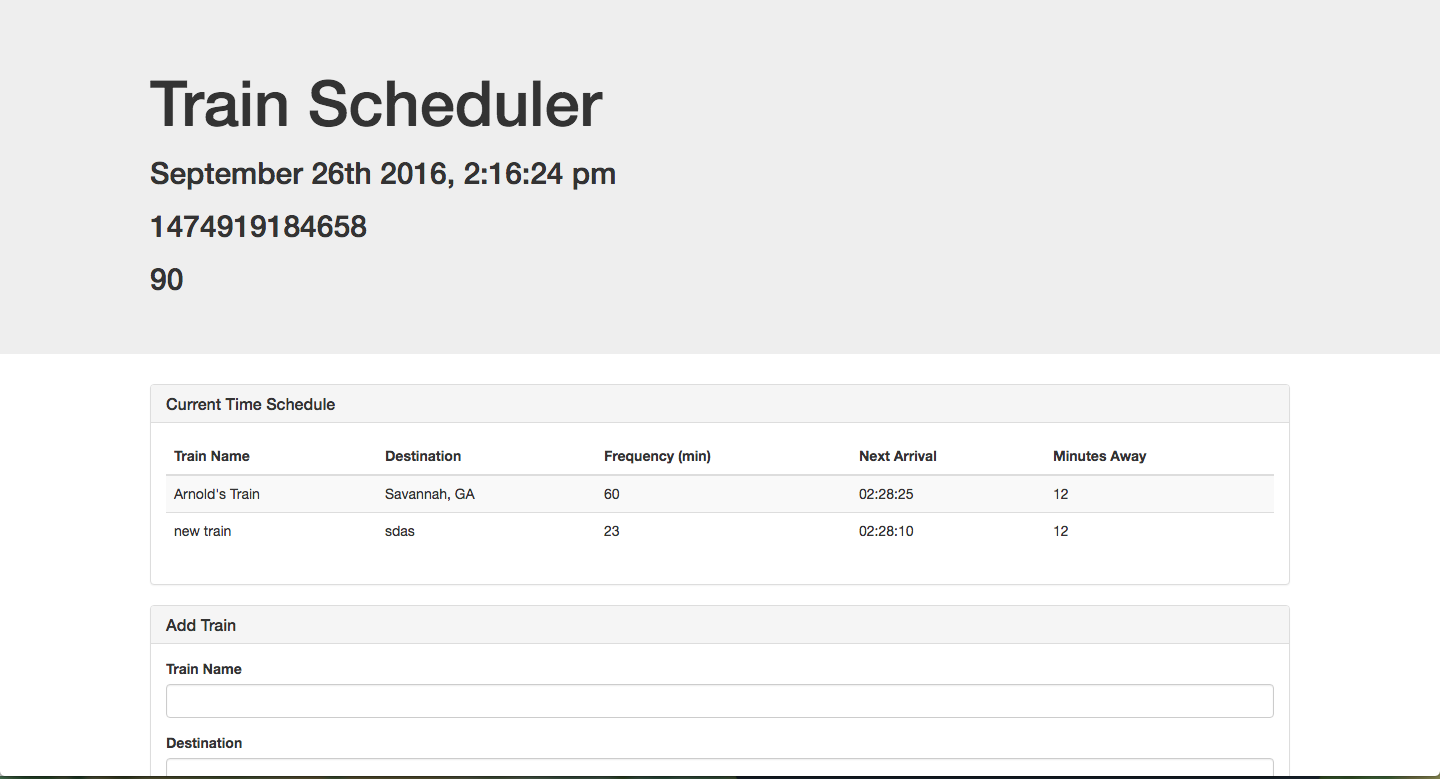 Train Scheduler
September 26th 2016, 2:16:24 pm
1474919184658
90
Current Time Schedule
Train Name Destination Frequency (min) Next Arrival Minutes Away
Arnold's Train Savannah, GA 60 02:28:25 12
new train sdas 23 02:28:10 12
Add Train
Train Name
Destination